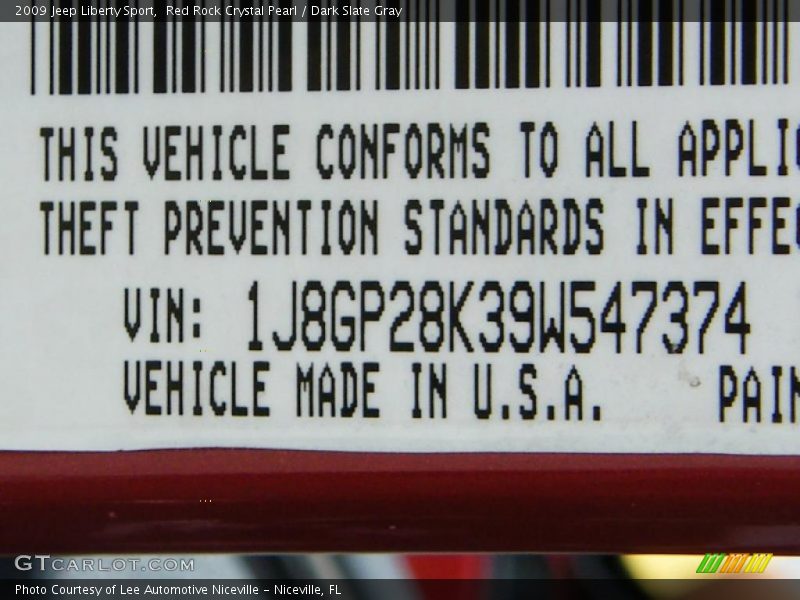 2009 Jeep Liberty Sport, Red Rock Crystal Pearl / Dark Slate Gray
THIS VEHICLE CONFORMS TO ALL APPLIC
THEFT PREVENTION STANDARDS IN EFFEC
VIN: 1J8GP28K39W547374
VEHICLE MADE IN U.S.A. PAIN
GTCARLOT.COM
Photo Courtesy of Lee Automotive Niceville - Niceville, FL